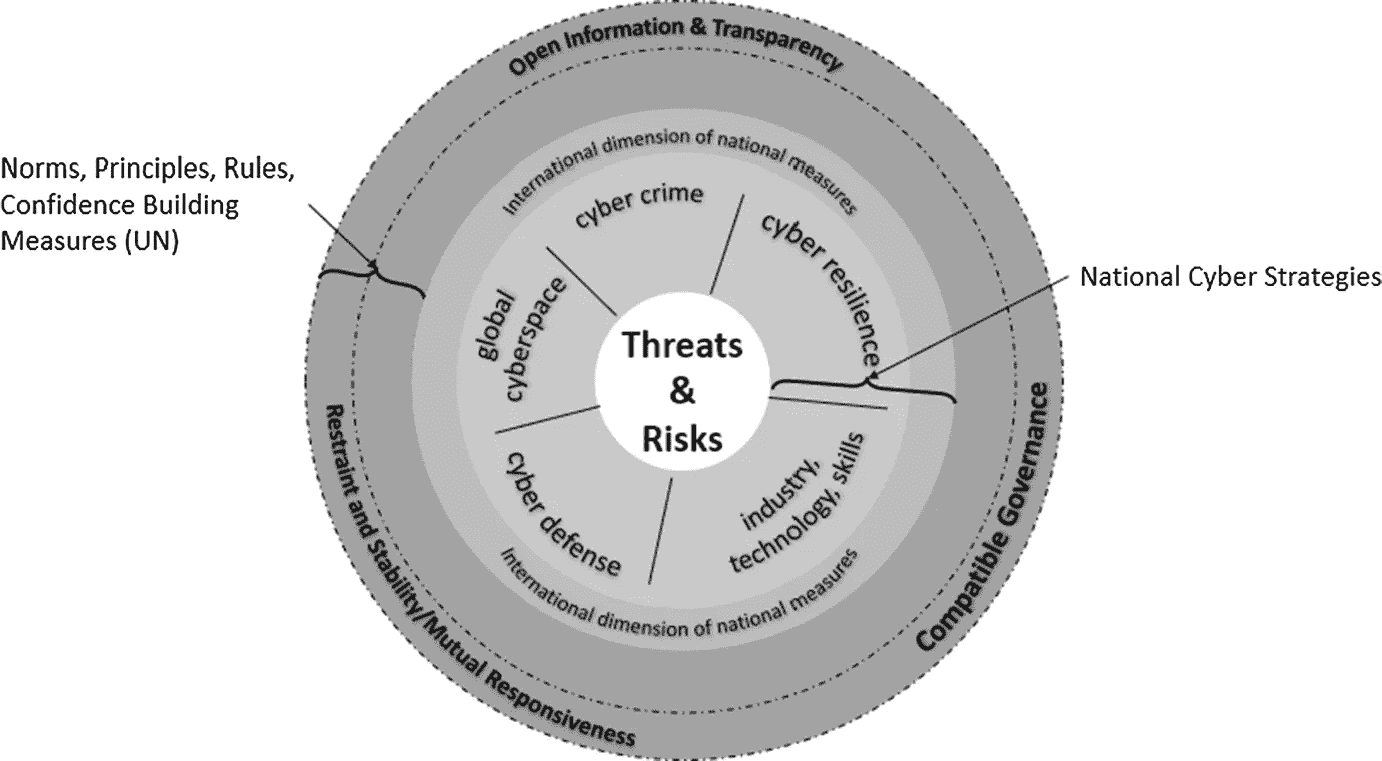 Open Information & Transparency
International dimension of national measures
Norms, Principles, Rules,
Confidence Building
Measures (UN)
cyber crime
cyber resilience
National Cyber Strategies
global
cyberspace
Threats
&
Risks
cyber defense
industry,
technology, skills
International dimension of national measures
Restraint and Stability/Mutual Responsiveness
Compatible Governance